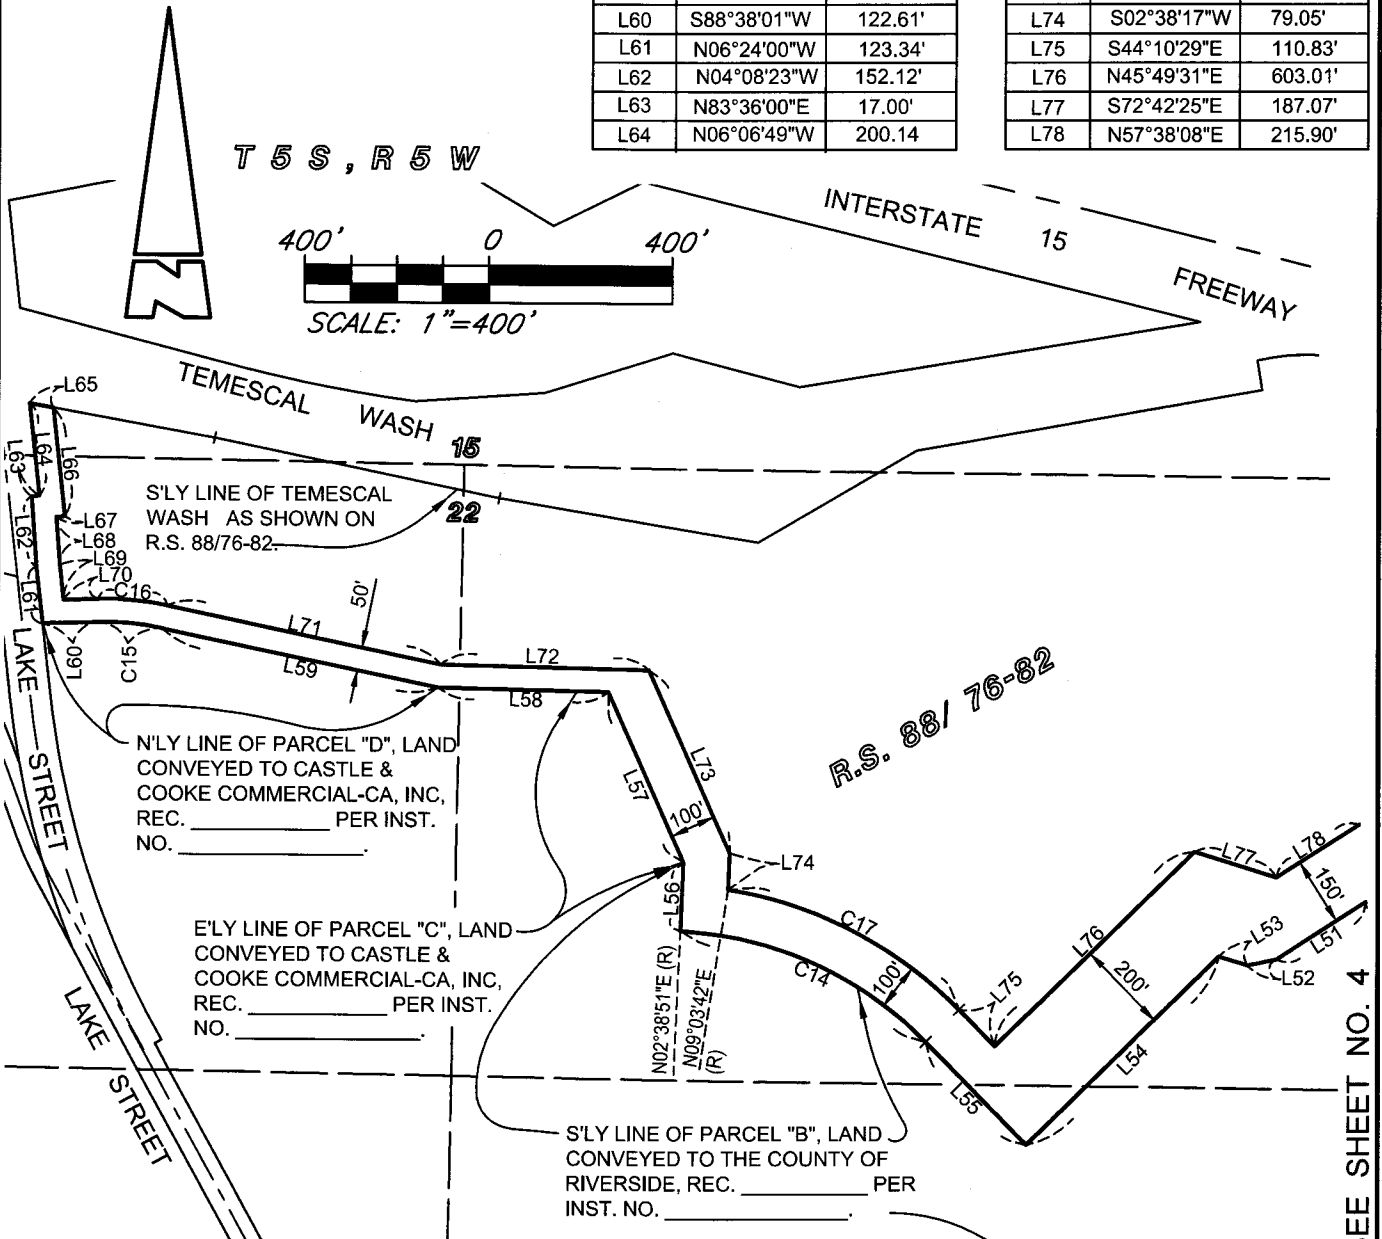 L60 S88°38'01"W 122.61'
L61 N06°24'00"W 123.34'
L62 N04°08'23"W 152.12'
L63 N83°36'00"E 17.00'
L64 N06°06'49"W 200.14
L74 S02°38'17"W 79.05'
L75 S44°10'29"E 110.83'
L76 N45°49'31"E 603.01'
L77 S72°42'25"E 187.07'
L78 N57°38'08"E 215.90'
T 5 S , R 5 W
N
400' 0 400'
SCALE: 1"=400'
INTERSTATE 15
FREEWAY
TEMESCAL WASH
L65
L63
L64
L66
15
22
S'LY LINE OF TEMESCAL
WASH AS SHOWN ON
R.S. 88/76-82.
L67
L68
L69
L70
C16
L62
L61
L60
C15
L71
L59
50'
L72
L58
R.S. 88/ 76-82
LAKE STREET
N'LY LINE OF PARCEL "D", LAND
CONVEYED TO CASTLE &
COOKE COMMERCIAL-CA, INC,
REC. ____________ PER INST.
NO. ________________.
L57
L73
100'
L74
L56
C17
C14
100'
L75
L76
200'
L77
L78
150'
L53
L51
L52
L54
L55
E'LY LINE OF PARCEL "C", LAND
CONVEYED TO CASTLE &
COOKE COMMERCIAL-CA, INC,
REC. ____________ PER INST.
NO. ________________.
N02°38'51"E (R)
N09°03'42"E
(R)
LAKE STREET
S'LY LINE OF PARCEL "B", LAND
CONVEYED TO THE COUNTY OF
RIVERSIDE, REC. ___________ PER
INST. NO. ________________.
SEE SHEET NO. 4